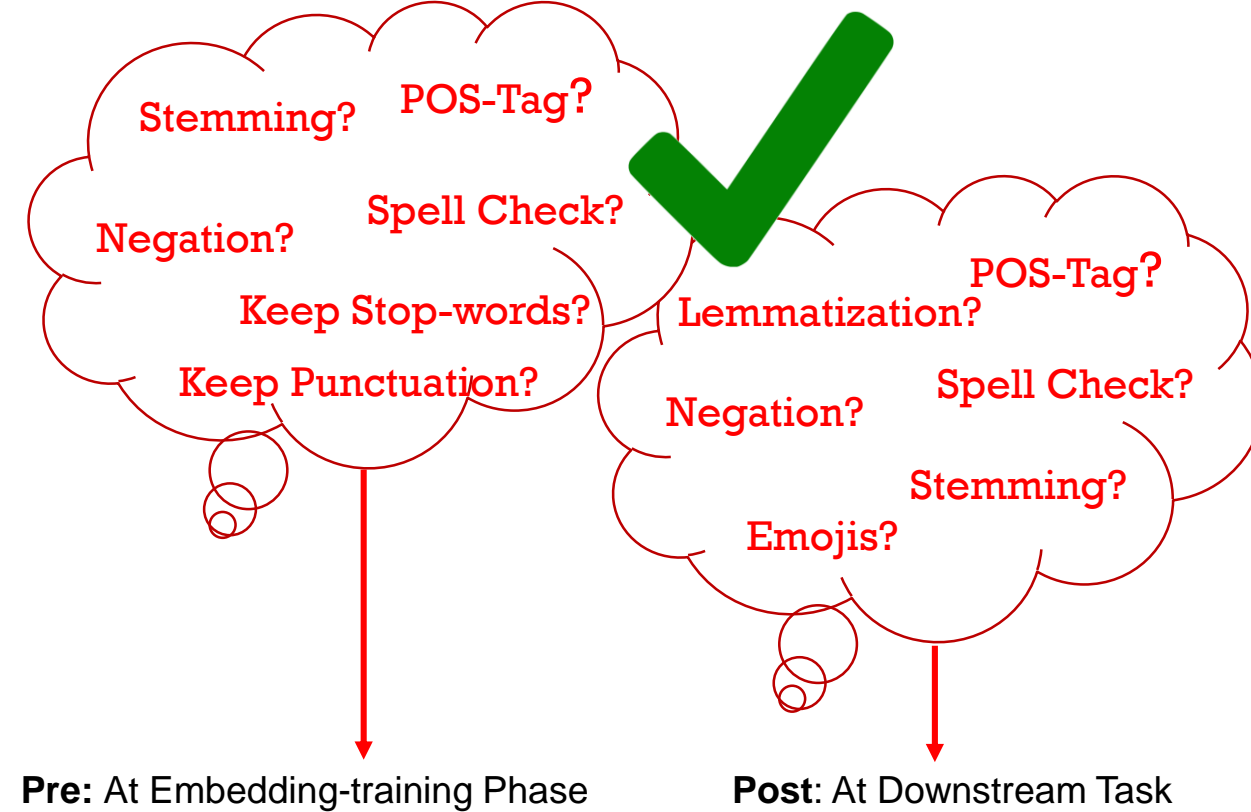 Stemming?
POS-Tag?
Spell Check?
Negation?
Keep Stop-words?
Keep Punctuation?
POS-Tag?
Lemmatization?
Spell Check?
Negation?
Stemming?
Emojis?
Pre: At Embedding-training Phase
Post: At Downstream Task